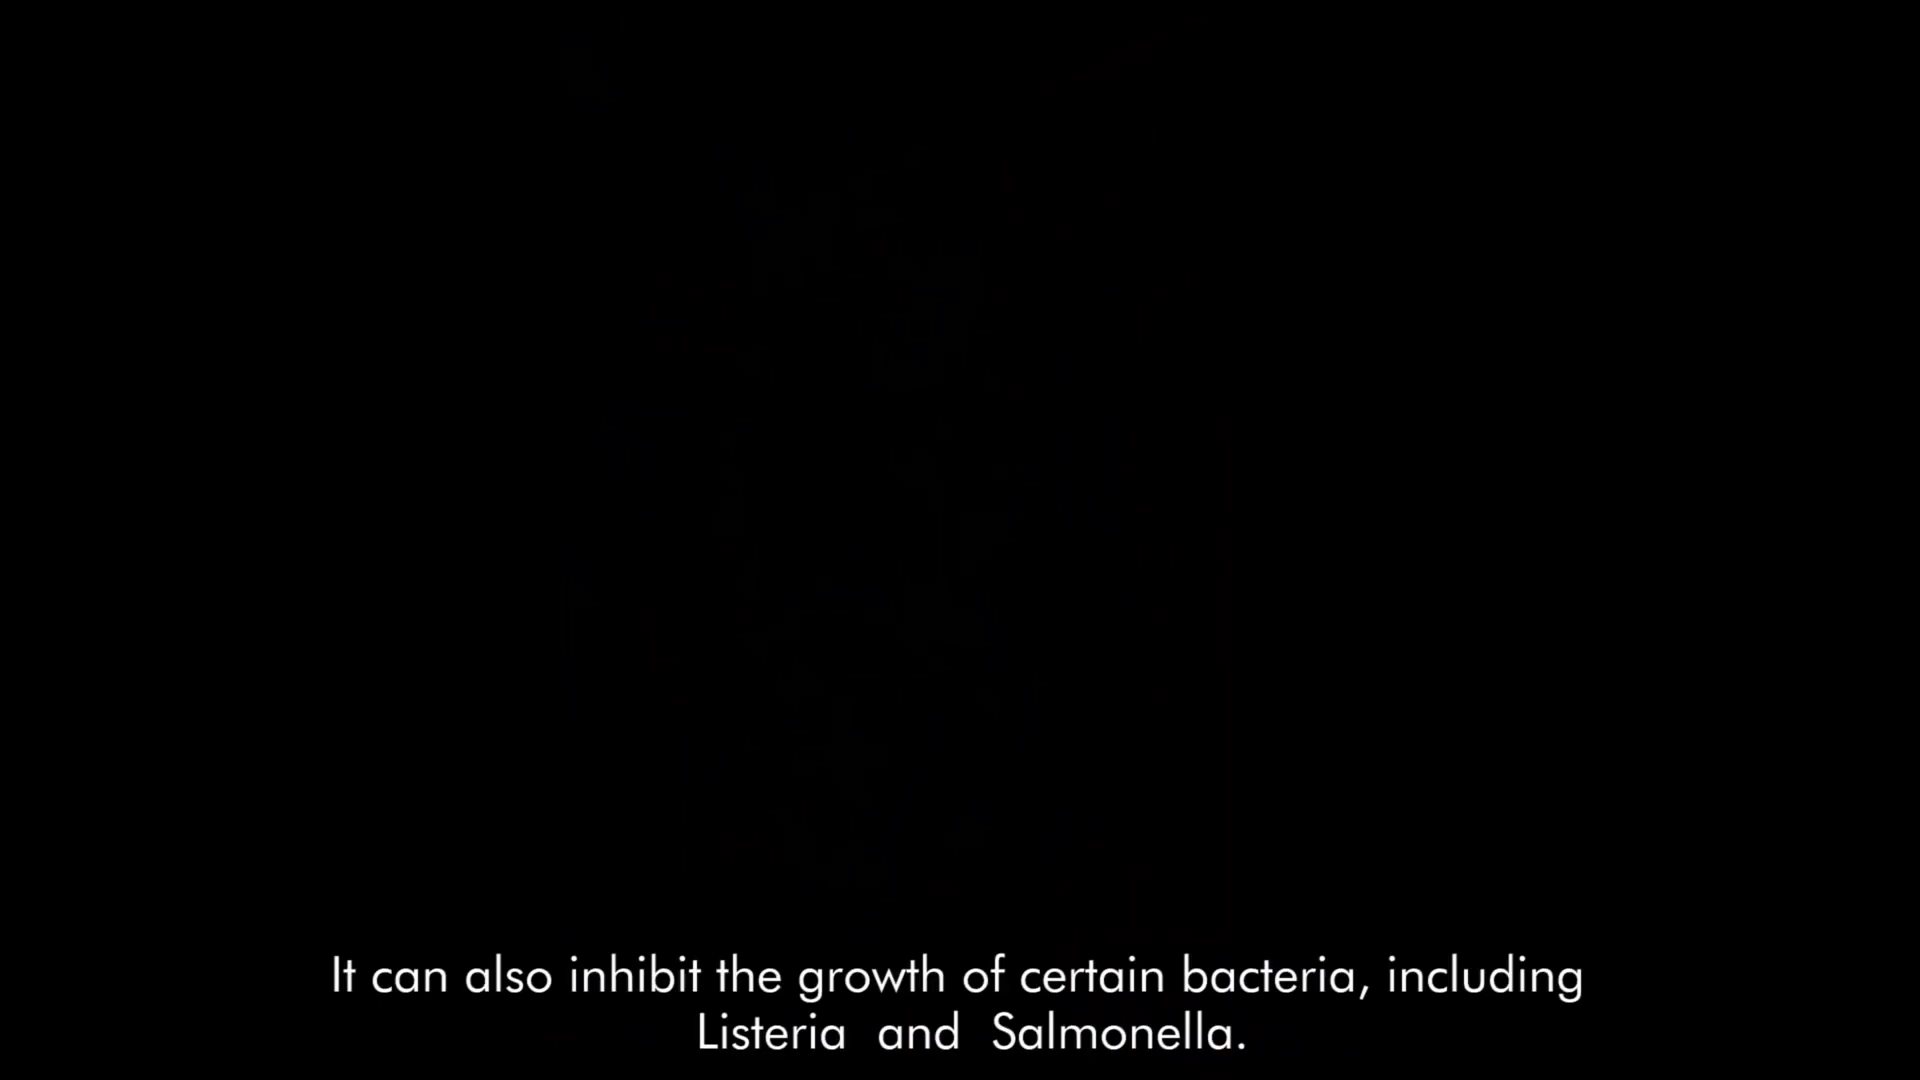 It can also inhibit the growth of certain bacteria, including
Listeria and Salmonella.